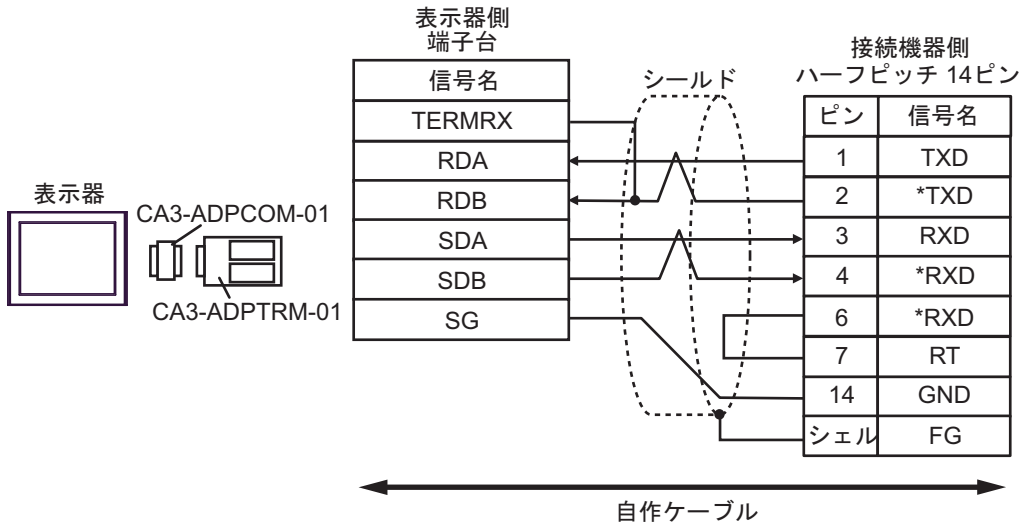 表示器側
端子台
信号名
TERMRX
RDA
RDB
SDA
SDB
SG
シールド
接続機器側
ハーフピッチ 14ピン
ピン 信号名
1 TXD
2 *TXD
3 RXD
4 *RXD
6 *RXD
7 RT
14 GND
シェル FG
表示器
CA3-ADPCOM-01
CA3-ADPTRM-01
自作ケーブル